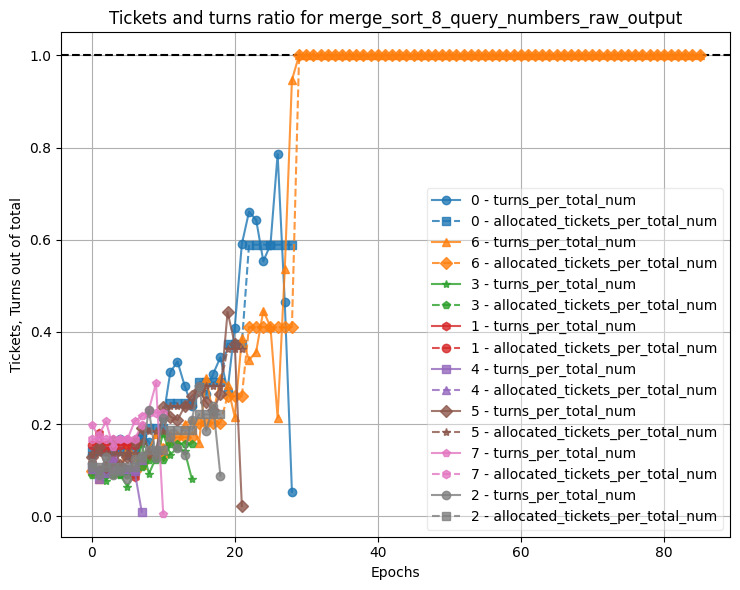 Tickets and turns ratio for merge_sort_8_query_numbers_raw_output
Tickets, Turns out of total
1.0
0.8
0.6
0.4
0.2
0.0
0 - turns_per_total_num
0 - allocated_tickets_per_total_num
6 - turns_per_total_num
6 - allocated_tickets_per_total_num
3 - turns_per_total_num
3 - allocated_tickets_per_total_num
1 - turns_per_total_num
1 - allocated_tickets_per_total_num
4 - turns_per_total_num
4 - allocated_tickets_per_total_num
5 - turns_per_total_num
5 - allocated_tickets_per_total_num
7 - turns_per_total_num
7 - allocated_tickets_per_total_num
2 - turns_per_total_num
2 - allocated_tickets_per_total_num
0 20 40 60 80
Epochs